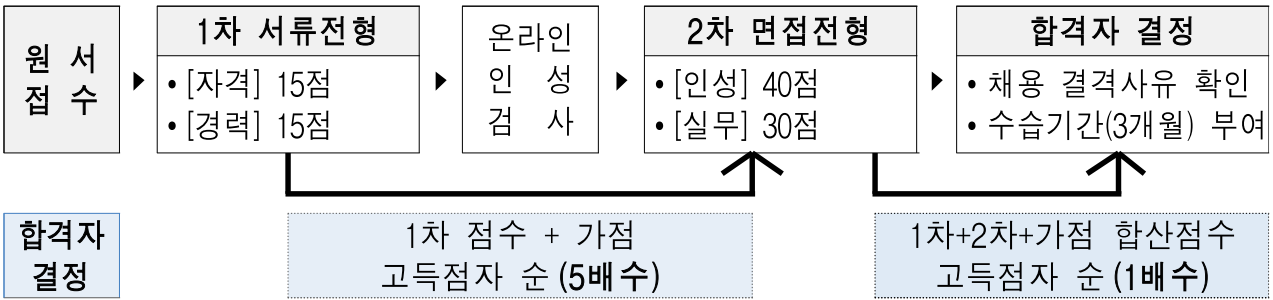 원 서
접 수
1차 서류전형
• [자격] 15점
• [경력] 15점
온라인
인 성
검 사
2차 면접전형
• [인성] 40점
• [실무] 30점
합격자 결정
• 채용 결격사유 확인
• 수습기간(3개월) 부여
합격자
결정
1차 점수 + 가점
고득점자 순 (5배수)
1차+2차+가점 합산점수
고득점자 순 (1배수)